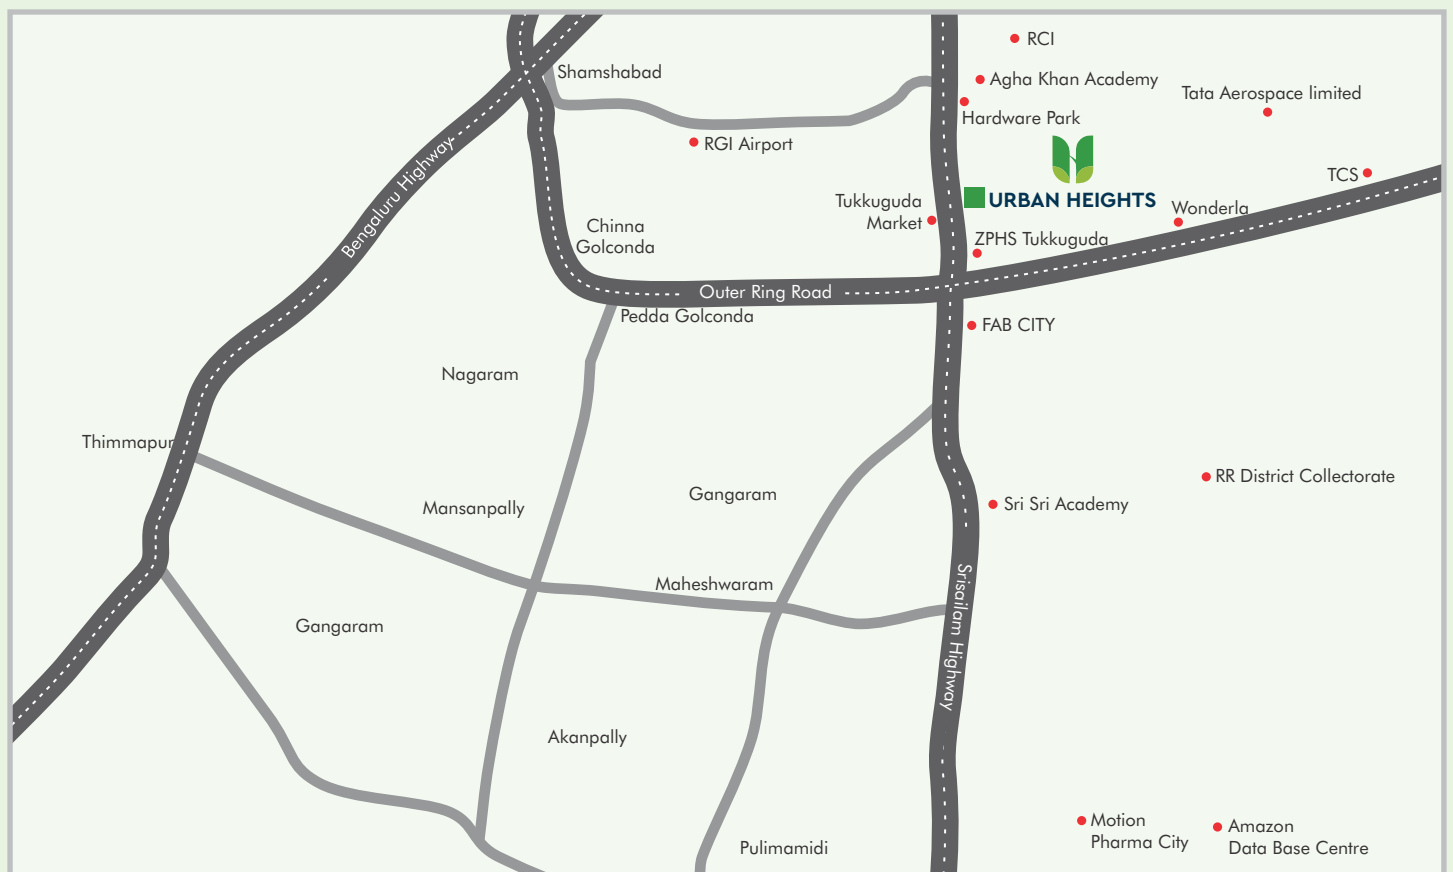 RCI
Shamshabad
Agha Khan Academy
Tata Aerospace limited
Hardware Park
RGI Airport
TCS
Bengaluru Highway
Tukkuguda
Market
URBAN HEIGHTS
Wonderla
Chinna
Golconda
ZPHS Tukkuguda
Outer Ring Road
Pedda Golconda
FAB CITY
Nagaram
Thimmapur
Gangaram
RR District Collectorate
Mansanpally
Sri Sri Academy
Maheshwaram
Srisailam Highway
Gangaram
Akanpally
Motion
Pharma City
Amazon
Data Base Centre
Pulimamidi